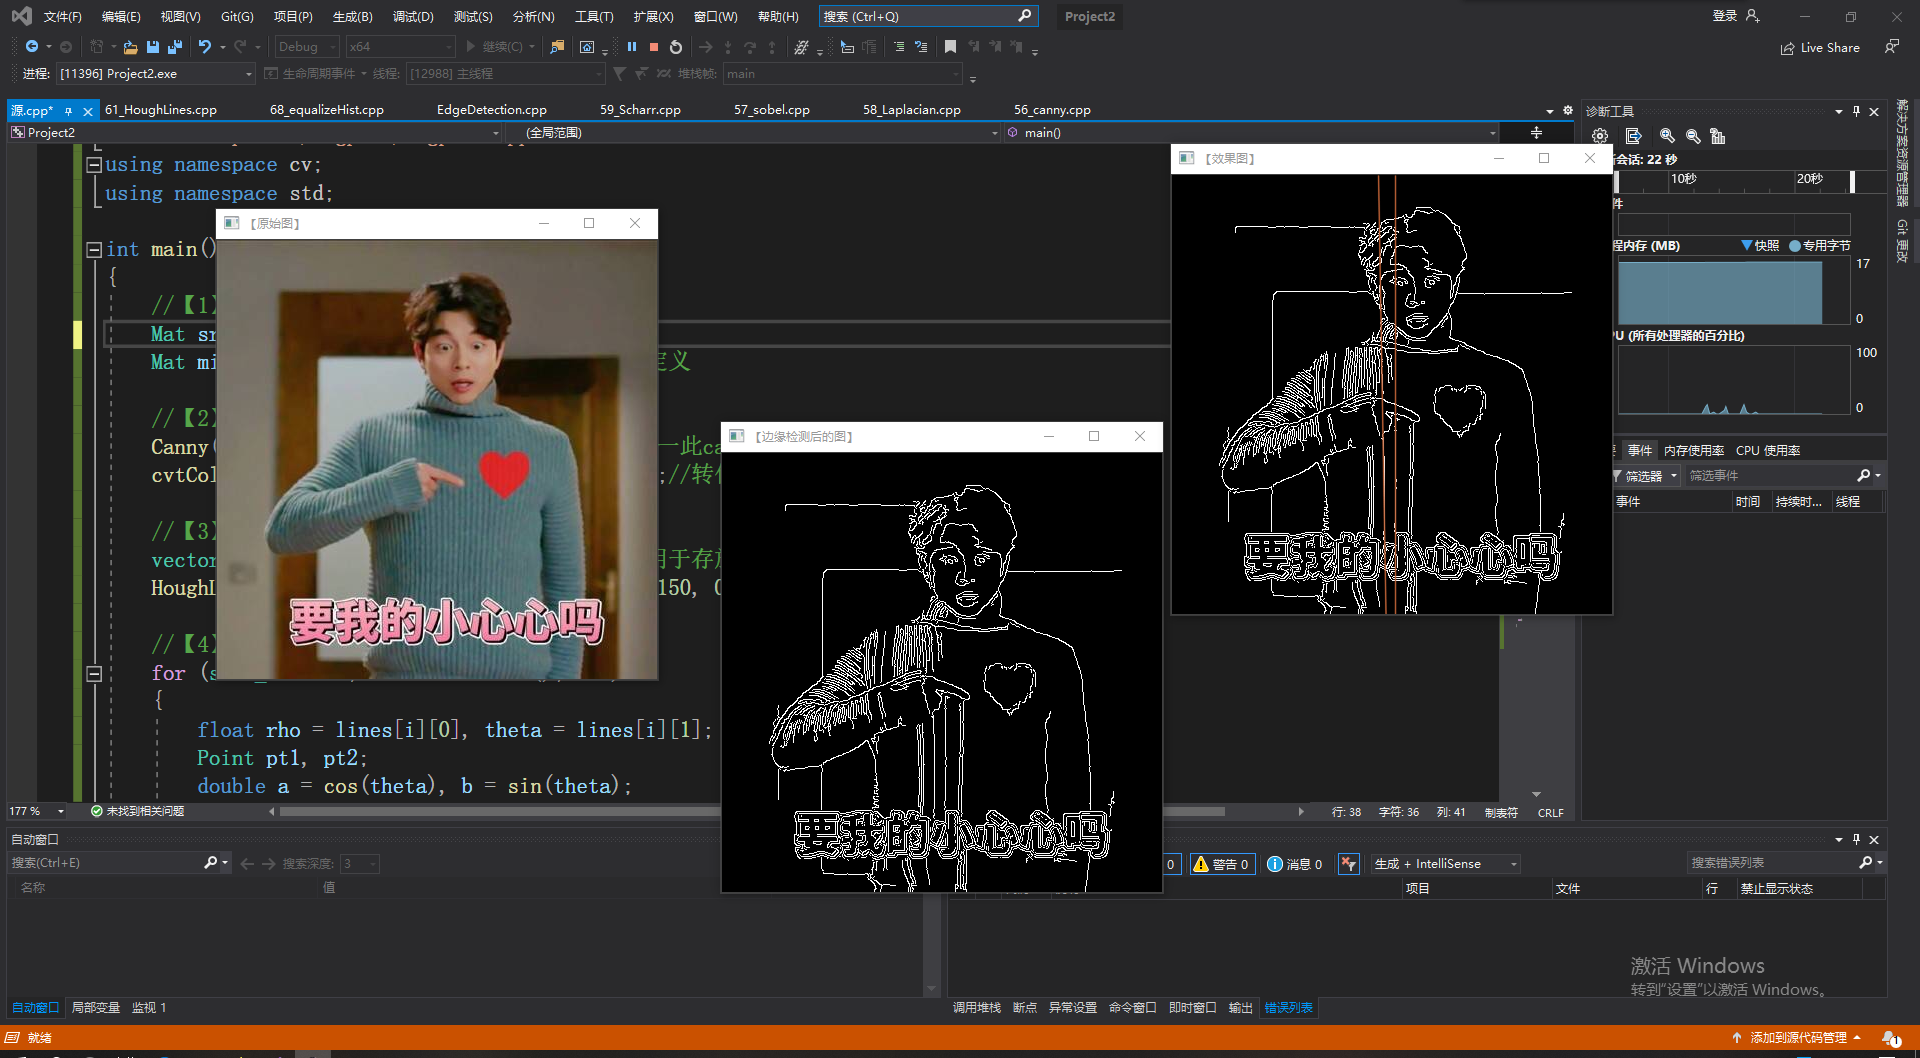 文件(F) 编辑(E) 视图(V) Git(G) 项目(P) 生成(B) 调试(D) 测试(S) 分析(N) 工具(T) 扩展(X) 窗口(W) 帮助(H) 搜索 (Ctrl+Q) Project2 登录
Debug x64 继续(C) Live Share
进程: [11396] Project2.exe 生命周期事件 线程: [12988] 主线程 堆栈帧: main
源.cpp* 61_HoughLines.cpp 68_equalizeHist.cpp EdgeDetection.cpp 59_Scharr.cpp 57_sobel.cpp 58_Laplacian.cpp 56_canny.cpp
Project2 (全局范围) main()
using namespace cv;
using namespace std;
int main()
{
//【1】
Mat sr
Mat mi 定义
//【2】
Canny( 一此ca
cvtCol ;//转化
//【3】
vector 用于存放
HoughL 150, 0
//【4】
for (s
{
float rho = lines[i][0], theta = lines[i][1];
Point pt1, pt2;
double a = cos(theta), b = sin(theta);
【原始图】
要我的小心心吗
【边缘检测后的图】
要我的小心心吗
【效果图】
要我的小心心吗
177 % 未找到相关问题 行: 38 字符: 36 列: 41 制表符 CRLF
诊断工具
会话: 22 秒
10秒 20秒
件
程内存 (MB) 快照 专用字节
17
0
(所有处理器的百分比)
100
0
事件 内存使用率 CPU 使用率
筛选器 筛选事件
事件 时间 持续时... 线程
解决方案资源管理器
Git 更改
自动窗口
搜索(Ctrl+E) 搜索深度: 3
名称 值
自动窗口 局部变量 监视 1
0 警告 0 消息 0 生成 + IntelliSense 搜索错误列表
项目 文件 行 禁止显示状态
激活 Windows
转到"设置"以激活 Windows。
调用堆栈 断点 异常设置 命令窗口 即时窗口 输出 错误列表
就绪 添加到源代码管理 1